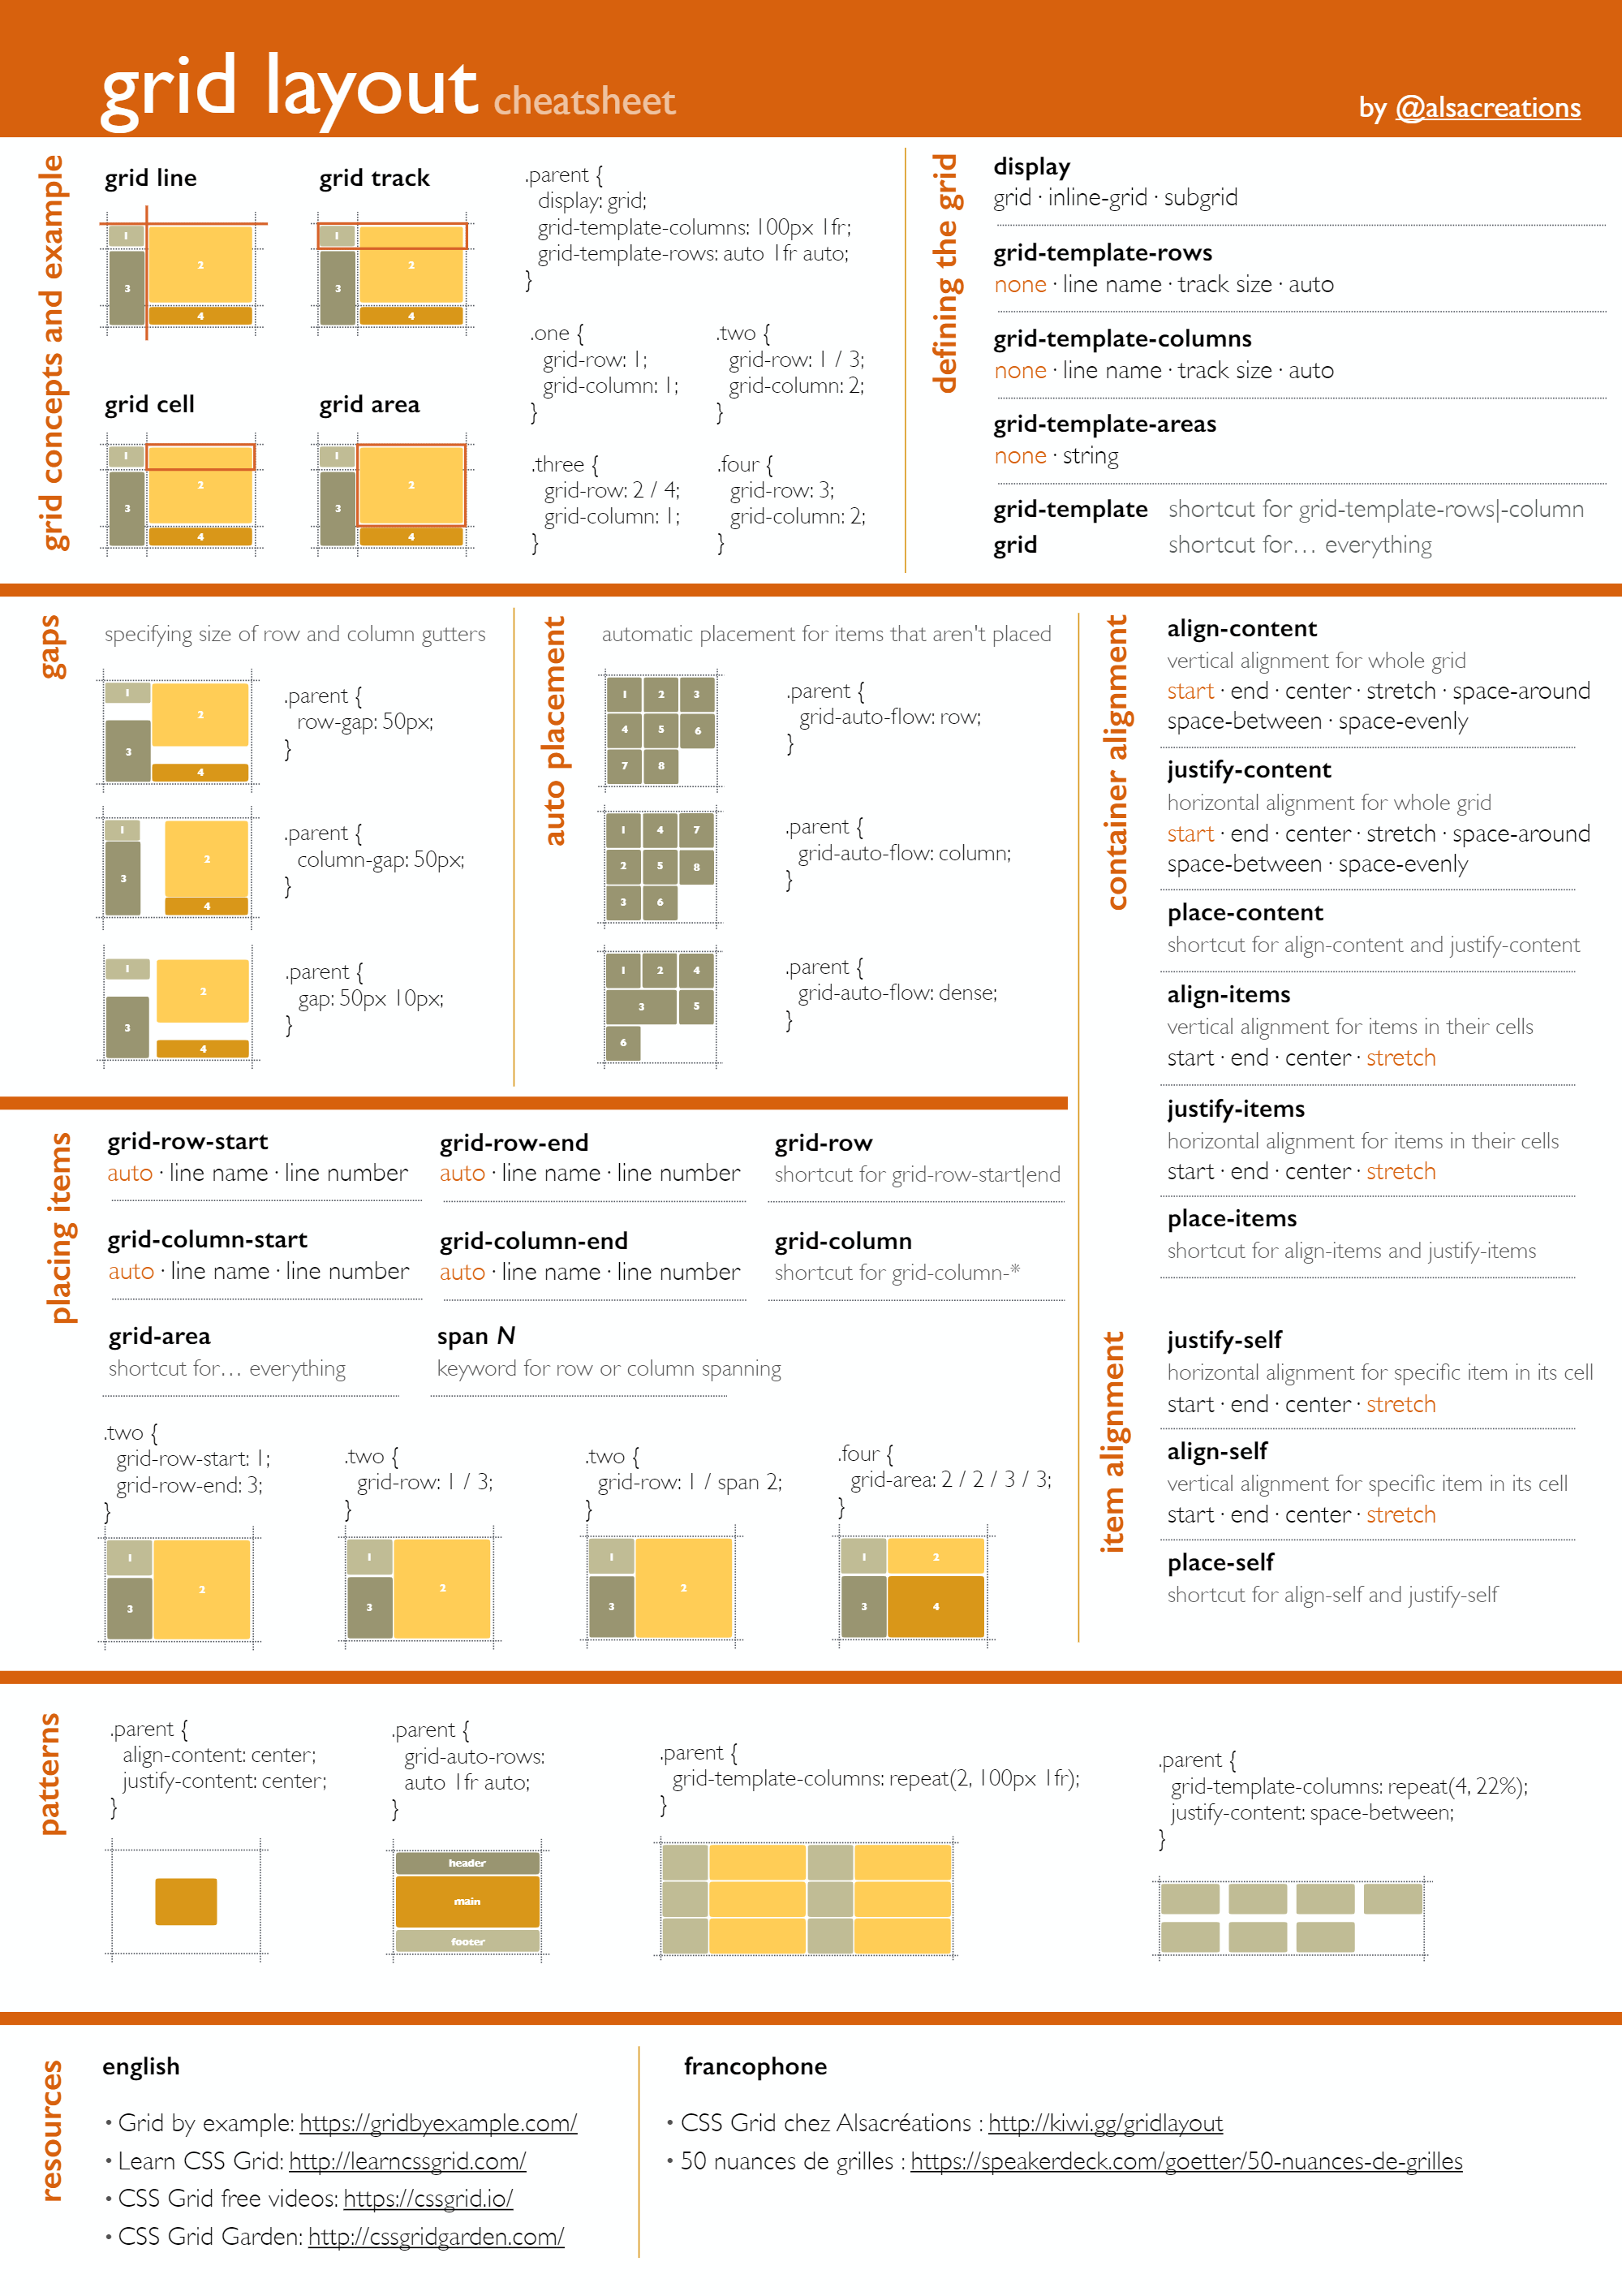 grid layout cheatsheet
by @alsacreations
grid concepts and example
grid line
1
2
3
4
grid track
1
2
3
4
grid cell
1
2
3
4
grid area
1
2
3
4
.parent {
display: grid;
grid-template-columns: 100px 1fr;
grid-template-rows: auto 1fr auto;
}
.one {
grid-row: 1;
grid-column: 1;
}
.two {
grid-row: 1 / 3;
grid-column: 2;
}
.three {
grid-row: 2 / 4;
grid-column: 1;
}
.four {
grid-row: 3;
grid-column: 2;
}
defining the grid
display
grid · inline-grid · subgrid
grid-template-rows
none · line name · track size · auto
grid-template-columns
none · line name · track size · auto
grid-template-areas
none · string
grid-template shortcut for grid-template-rows|-column
grid shortcut for… everything
gaps
specifying size of row and column gutters
1
2
3
4
.parent {
row-gap: 50px;
}
1
2
3
4
.parent {
column-gap: 50px;
}
1
2
3
4
.parent {
gap: 50px 10px;
}
auto placement
automatic placement for items that aren't placed
1 2 3
4 5 6
7 8
.parent {
grid-auto-flow: row;
}
1 4 7
2 5 8
3 6
.parent {
grid-auto-flow: column;
}
1 2 4
3 5
6
.parent {
grid-auto-flow: dense;
}
container alignment
align-content
vertical alignment for whole grid
start · end · center · stretch · space-around
space-between · space-evenly
justify-content
horizontal alignment for whole grid
start · end · center · stretch · space-around
space-between · space-evenly
place-content
shortcut for align-content and justify-content
align-items
vertical alignment for items in their cells
start · end · center · stretch
justify-items
horizontal alignment for items in their cells
start · end · center · stretch
place-items
shortcut for align-items and justify-items
item alignment
justify-self
horizontal alignment for specific item in its cell
start · end · center · stretch
align-self
vertical alignment for specific item in its cell
start · end · center · stretch
place-self
shortcut for align-self and justify-self
placing items
grid-row-start
auto · line name · line number
grid-row-end
auto · line name · line number
grid-row
shortcut for grid-row-start|end
grid-column-start
auto · line name · line number
grid-column-end
auto · line name · line number
grid-column
shortcut for grid-column-*
grid-area
shortcut for… everything
span N
keyword for row or column spanning
.two {
grid-row-start: 1;
grid-row-end: 3;
}
1
2
3
.two {
grid-row: 1 / 3;
}
1
2
3
.two {
grid-row: 1 / span 2;
}
1
2
3
.four {
grid-area: 2 / 2 / 3 / 3;
}
1 2
3 4
patterns
.parent {
align-content: center;
justify-content: center;
}
.parent {
grid-auto-rows:
auto 1fr auto;
}
header
main
footer
.parent {
grid-template-columns: repeat(2, 100px 1fr);
}
.parent {
grid-template-columns: repeat(4, 22%);
justify-content: space-between;
}
resources
english
• Grid by example: https://gridbyexample.com/
• Learn CSS Grid: http://learncssgrid.com/
• CSS Grid free videos: https://cssgrid.io/
• CSS Grid Garden: http://cssgridgarden.com/
francophone
• CSS Grid chez Alsacréations : http://kiwi.gg/gridlayout
• 50 nuances de grilles : https://speakerdeck.com/goetter/50-nuances-de-grilles